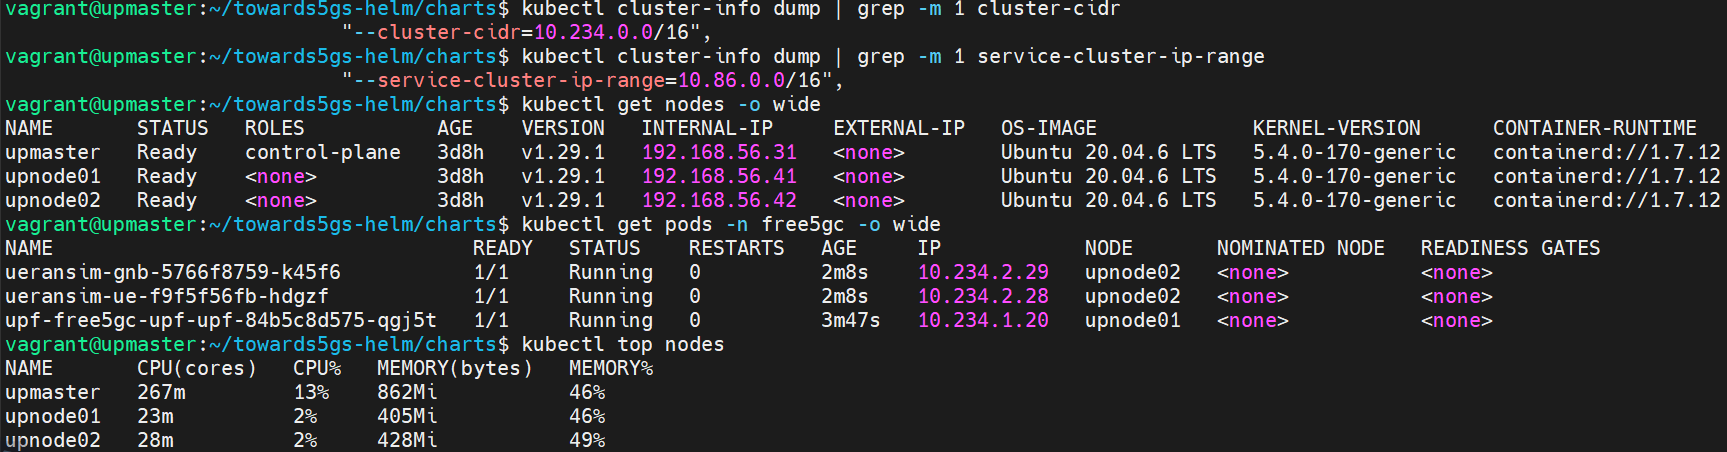 vagrant@upmaster:~/towards5gs-helm/charts$ kubectl cluster-info dump | grep -m 1 cluster-cidr
"--cluster-cidr=10.234.0.0/16",
vagrant@upmaster:~/towards5gs-helm/charts$ kubectl cluster-info dump | grep -m 1 service-cluster-ip-range
"--service-cluster-ip-range=10.86.0.0/16",
vagrant@upmaster:~/towards5gs-helm/charts$ kubectl get nodes -o wide
NAME STATUS ROLES AGE VERSION INTERNAL-IP EXTERNAL-IP OS-IMAGE KERNEL-VERSION CONTAINER-RUNTIME
upmaster Ready control-plane 3d8h v1.29.1 192.168.56.31 <none> Ubuntu 20.04.6 LTS 5.4.0-170-generic containerd://1.7.12
upnode01 Ready <none> 3d8h v1.29.1 192.168.56.41 <none> Ubuntu 20.04.6 LTS 5.4.0-170-generic containerd://1.7.12
upnode02 Ready <none> 3d8h v1.29.1 192.168.56.42 <none> Ubuntu 20.04.6 LTS 5.4.0-170-generic containerd://1.7.12
vagrant@upmaster:~/towards5gs-helm/charts$ kubectl get pods -n free5gc -o wide
NAME READY STATUS RESTARTS AGE IP NODE NOMINATED NODE READINESS GATES
ueransim-gnb-5766f8759-k45f6 1/1 Running 0 2m8s 10.234.2.29 upnode02 <none> <none>
ueransim-ue-f9f5f56fb-hdgzf 1/1 Running 0 2m8s 10.234.2.28 upnode02 <none> <none>
upf-free5gc-upf-upf-84b5c8d575-qgj5t 1/1 Running 0 3m47s 10.234.1.20 upnode01 <none> <none>
vagrant@upmaster:~/towards5gs-helm/charts$ kubectl top nodes
NAME CPU(cores) CPU% MEMORY(bytes) MEMORY%
upmaster 267m 13% 862Mi 46%
upnode01 23m 2% 405Mi 46%
upnode02 28m 2% 428Mi 49%